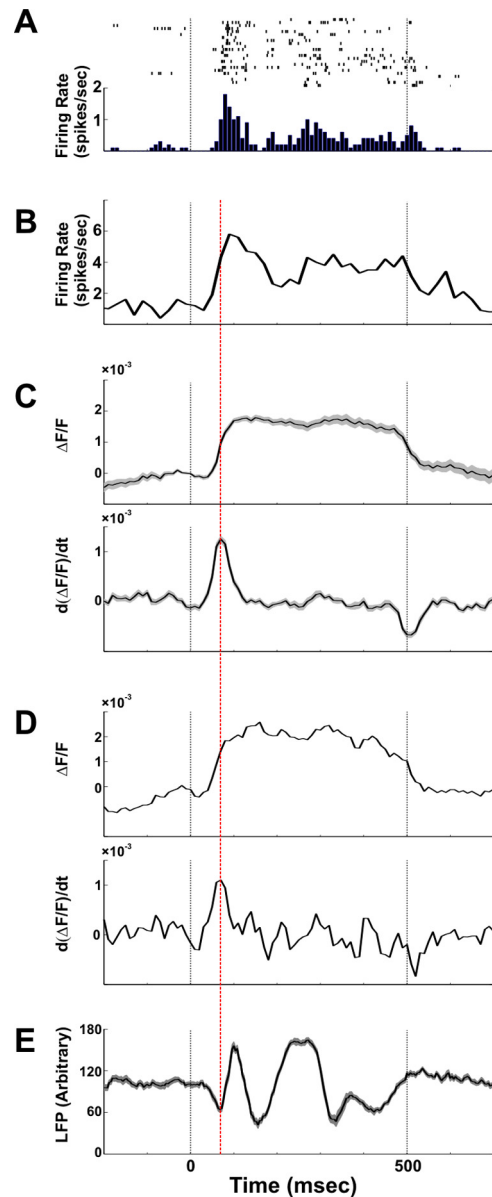 A
Firing Rate
(spikes/sec)
2
1
B
Firing Rate
(spikes/sec)
6
4
2
C
×10⁻³
ΔF/F
2
1
0
×10⁻³
d(ΔF/F)/dt
1
0
D
×10⁻³
ΔF/F
2
1
0
×10⁻³
d(ΔF/F)/dt
1
0
E
LFP (Arbitrary)
180
140
100
60
0
0
500
Time (msec)